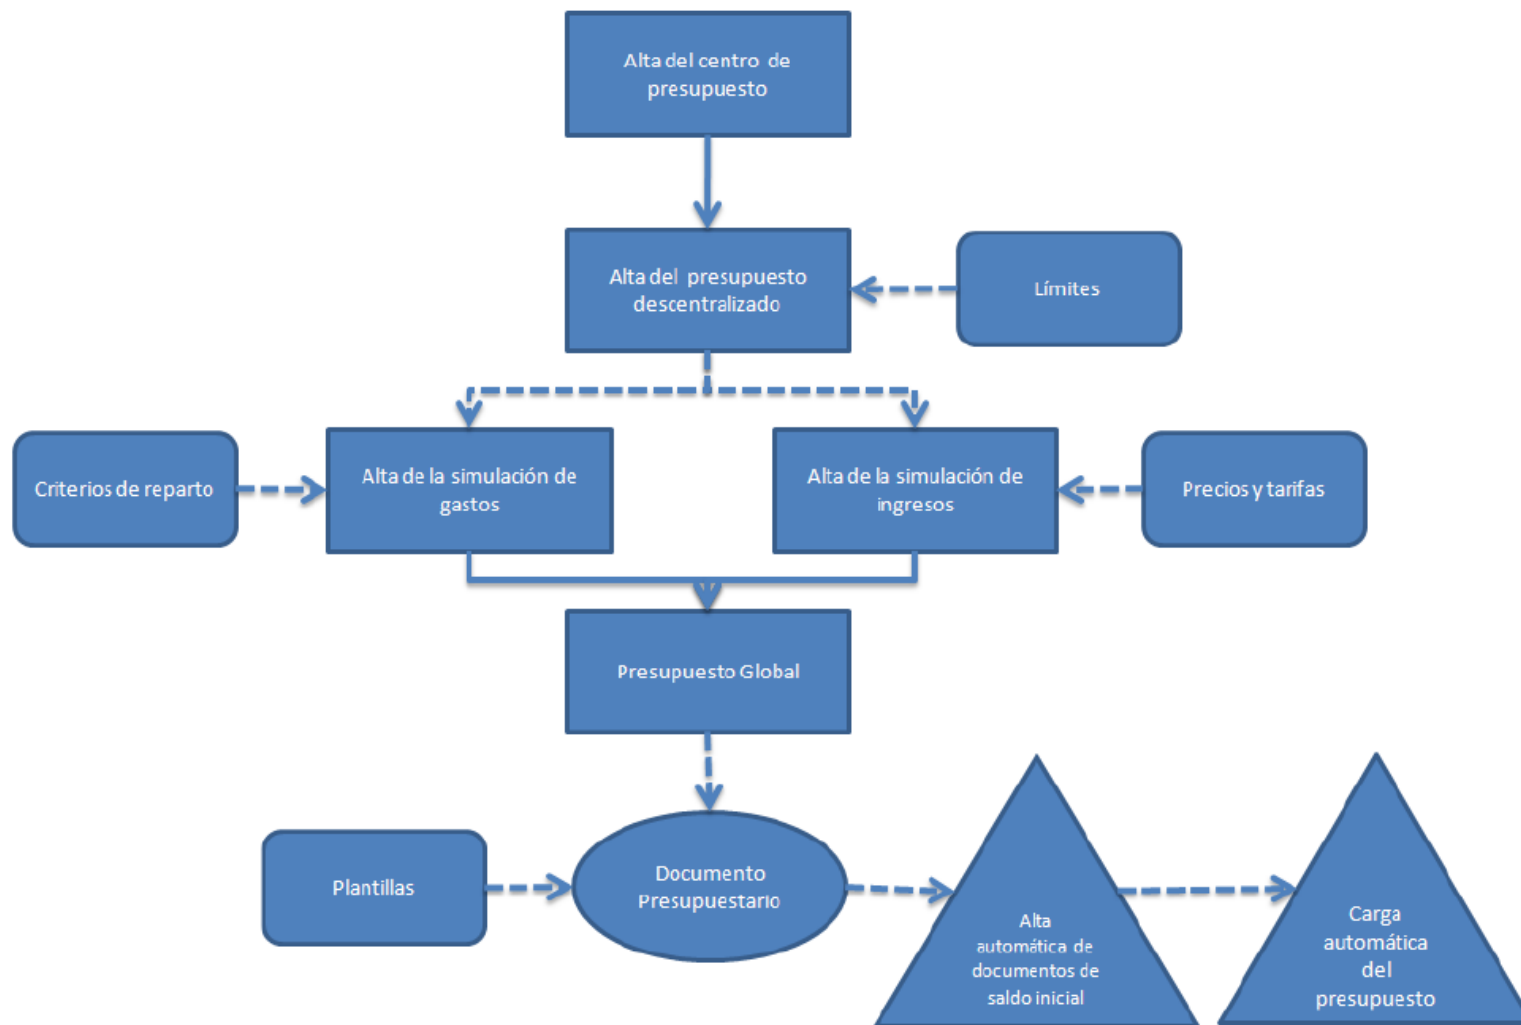 Alta del centro de
presupuesto
Alta del presupuesto
descentralizado
Límites
Criterios de reparto
Alta de la simulación de
gastos
Alta de la simulación de
ingresos
Precios y tarifas
Presupuesto Global
Plantillas
Documento
Presupuestario
Alta
automática de
documentos de
saldo inicial
Carga
automática
del
presupuesto